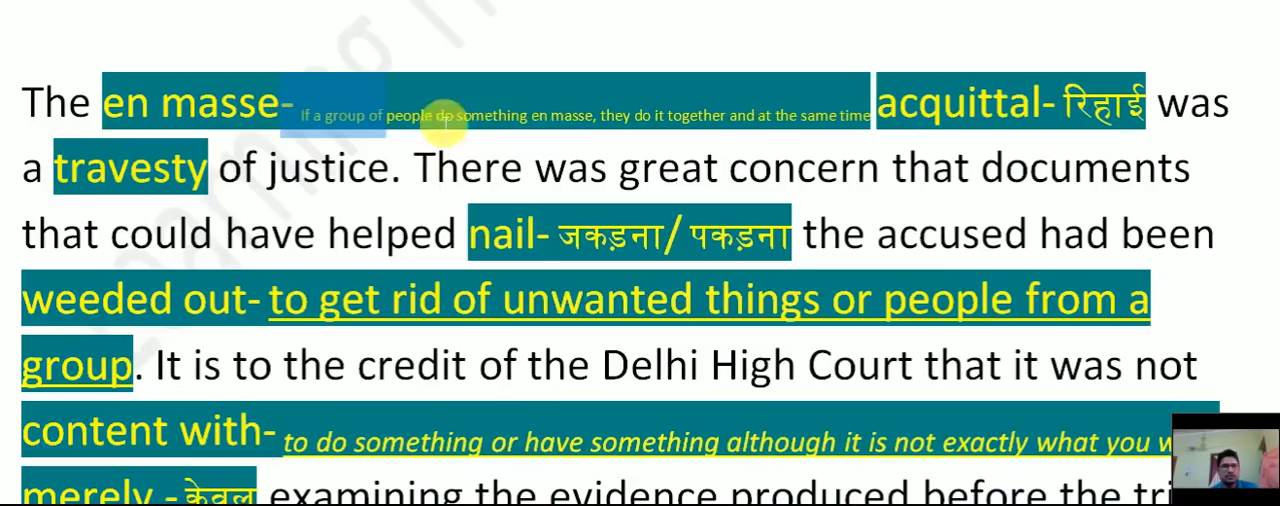 The en masse- If a group of people do something en masse, they do it together and at the same time acquittal- रिहाई was
a travesty of justice. There was great concern that documents
that could have helped nail- जकड़ना/ पकड़ना the accused had been
weeded out- to get rid of unwanted things or people from a
group. It is to the credit of the Delhi High Court that it was not
content with- to do something or have something although it is not exactly what you
merely - केवल examining the evidence produced before the